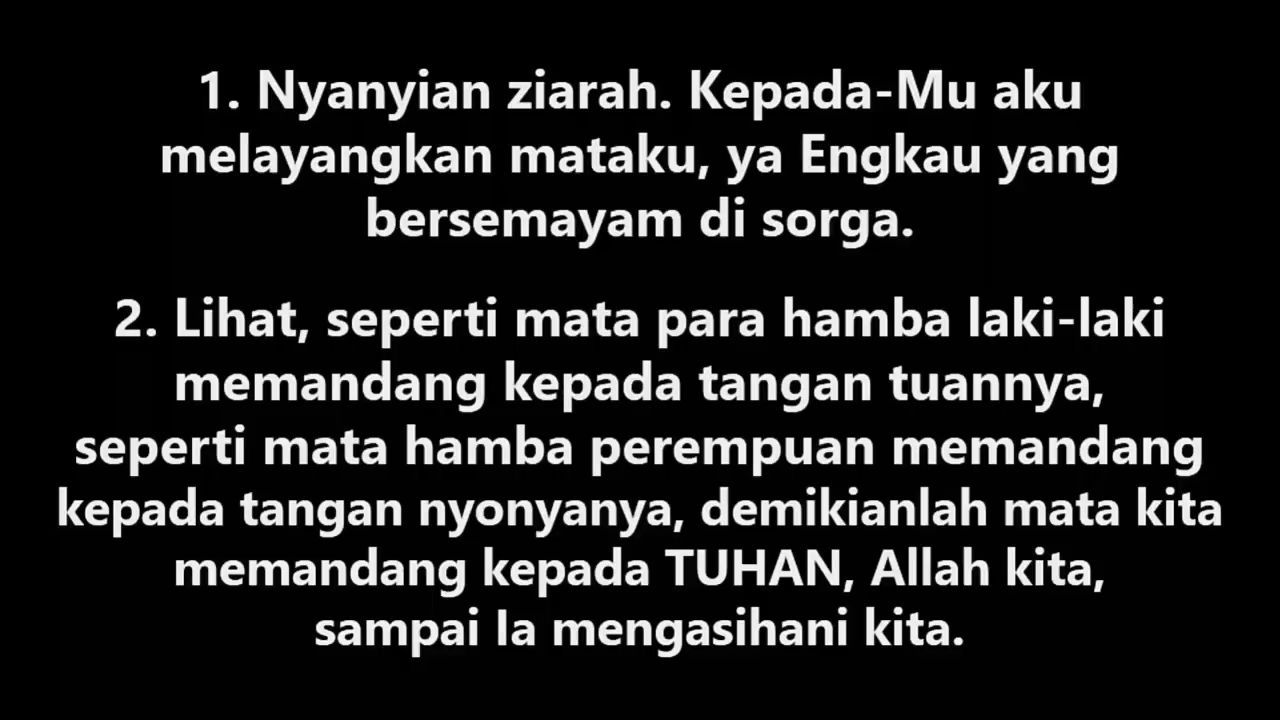 1. Nyanyian ziarah. Kepada-Mu aku
melayangkan mataku, ya Engkau yang
bersemayam di sorga.
2. Lihat, seperti mata para hamba laki-laki
memandang kepada tangan tuannya,
seperti mata hamba perempuan memandang
kepada tangan nyonyanya, demikianlah mata kita
memandang kepada TUHAN, Allah kita,
sampai Ia mengasihani kita.